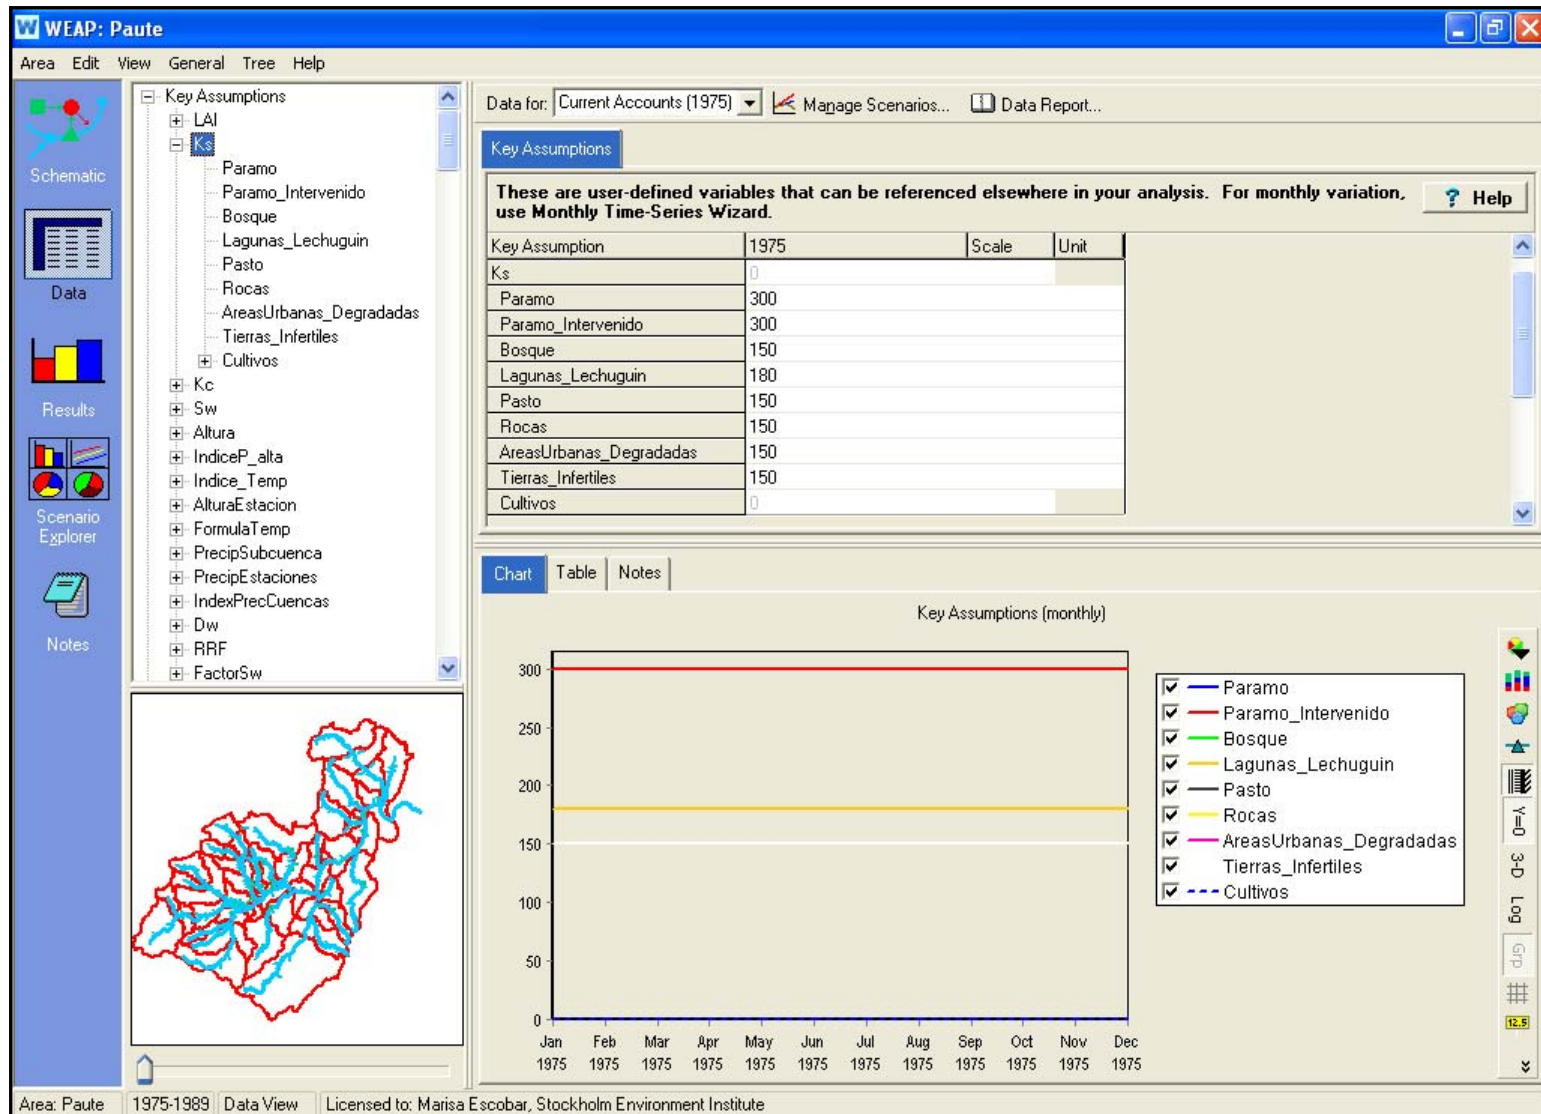 WEAP: Paute
Area Edit View General Tree Help
Schematic
Data
Results
Scenario
Explorer
Notes
Key Assumptions
LAI
Ks
Paramo
Paramo_Intervenido
Bosque
Lagunas_Lechuguin
Pasto
Rocas
AreasUrbanas_Degradadas
Tierras_Infertiles
Cultivos
Kc
Sw
Altura
IndiceP_alta
Indice_Temp
AlturaEstacion
FormulaTemp
PrecipSubcuenca
PrecipEstaciones
IndexPrecCuencas
Dw
RRF
FactorSw
Data for: Current Accounts (1975) Manage Scenarios... Data Report...
Key Assumptions
These are user-defined variables that can be referenced elsewhere in your analysis. For monthly variation,
use Monthly Time-Series Wizard.
? Help
Key Assumption 1975 Scale Unit
Ks 0
Paramo 300
Paramo_Intervenido 300
Bosque 150
Lagunas_Lechuguin 180
Pasto 150
Rocas 150
AreasUrbanas_Degradadas 150
Tierras_Infertiles 150
Cultivos 0
Chart Table Notes
Key Assumptions (monthly)
300
250
200
150
100
50
0
Jan Feb Mar Apr May Jun Jul Aug Sep Oct Nov Dec
1975 1975 1975 1975 1975 1975 1975 1975 1975 1975 1975 1975
Paramo
Paramo_Intervenido
Bosque
Lagunas_Lechuguin
Pasto
Rocas
AreasUrbanas_Degradadas
Tierras_Infertiles
Cultivos
Y=0
3-D
Log
Grp
12.5
Area: Paute 1975-1989 Data View Licensed to: Marisa Escobar, Stockholm Environment Institute